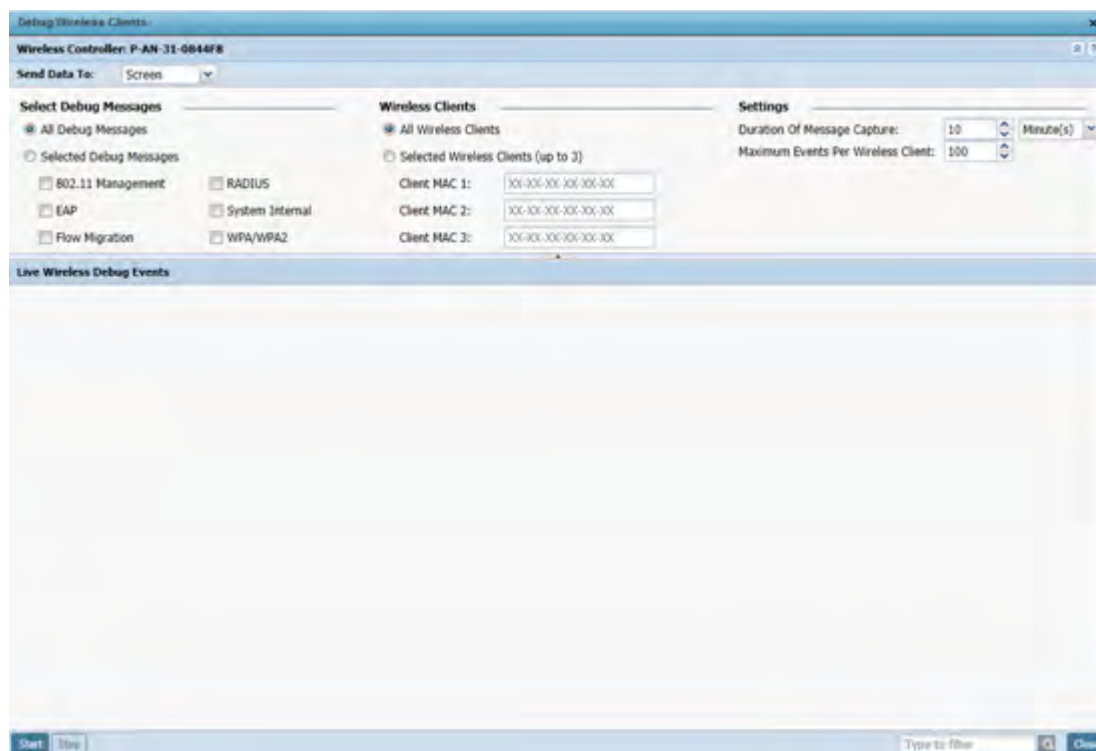 Debug Wireless Clients
Wireless Controller: P-AN-31-0844F8
Send Data To: Screen
Select Debug Messages
All Debug Messages
Selected Debug Messages
802.11 Management RADIUS
EAP System Internal
Flow Migration WPA/WPA2
Wireless Clients
All Wireless Clients
Selected Wireless Clients (up to 3)
Client MAC 1: XX-XX-XX-XX-XX-XX
Client MAC 2: XX-XX-XX-XX-XX-XX
Client MAC 3: XX-XX-XX-XX-XX-XX
Settings
Duration Of Message Capture: 10 Minute(s)
Maximum Events Per Wireless Client: 100
Live Wireless Debug Events
Start Stop Type to filter